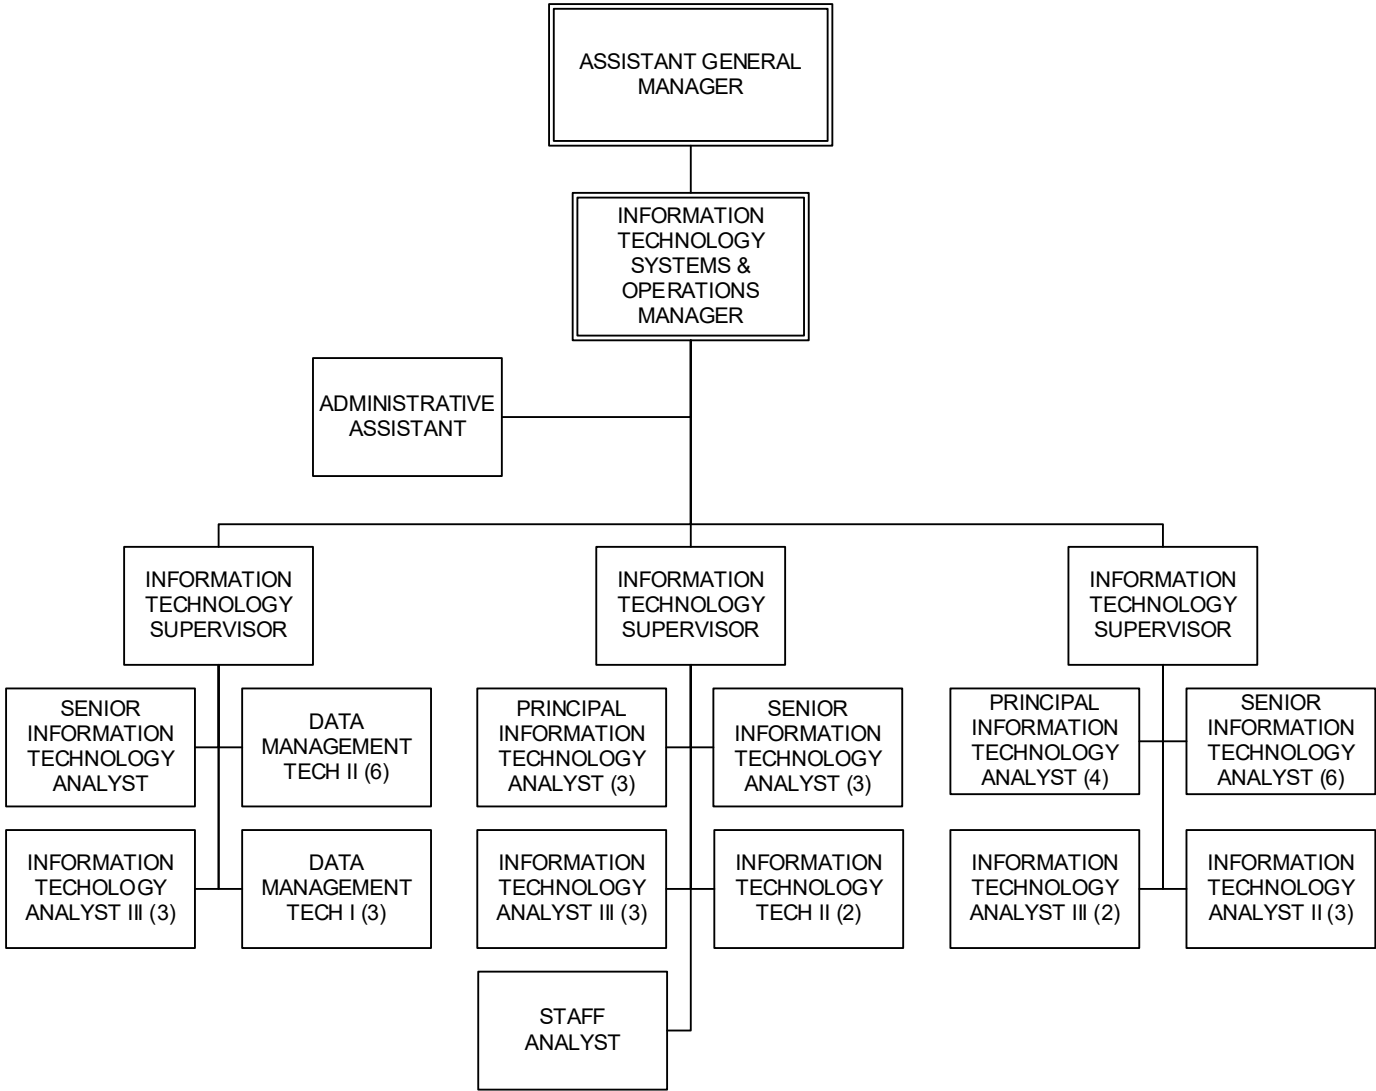 ASSISTANT GENERAL
MANAGER
INFORMATION
TECHNOLOGY
SYSTEMS &
OPERATIONS
MANAGER
ADMINISTRATIVE
ASSISTANT
INFORMATION
TECHNOLOGY
SUPERVISOR
INFORMATION
TECHNOLOGY
SUPERVISOR
INFORMATION
TECHNOLOGY
SUPERVISOR
SENIOR
INFORMATION
TECHNOLOGY
ANALYST
DATA
MANAGEMENT
TECH II (6)
PRINCIPAL
INFORMATION
TECHNOLOGY
ANALYST (3)
SENIOR
INFORMATION
TECHNOLOGY
ANALYST (3)
PRINCIPAL
INFORMATION
TECHNOLOGY
ANALYST (4)
SENIOR
INFORMATION
TECHNOLOGY
ANALYST (6)
INFORMATION
TECHOLOGY
ANALYST III (3)
DATA
MANAGEMENT
TECH I (3)
INFORMATION
TECHNOLOGY
ANALYST III (3)
INFORMATION
TECHNOLOGY
TECH II (2)
INFORMATION
TECHNOLOGY
ANALYST III (2)
INFORMATION
TECHNOLOGY
ANALYST II (3)
STAFF
ANALYST